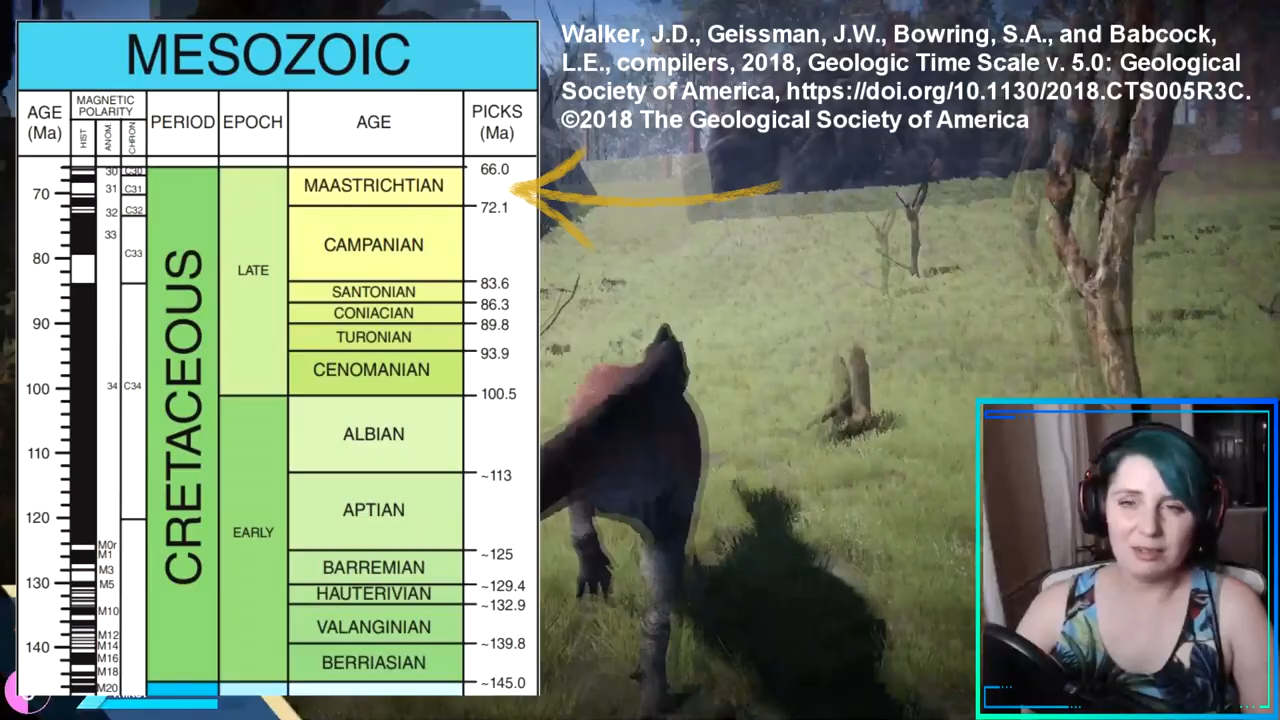 MESOZOIC
Walker, J.D., Geissman, J.W., Bowring, S.A., and Babcock,
L.E., compilers, 2018, Geologic Time Scale v. 5.0: Geological
Society of America, https://doi.org/10.1130/2018.CTS005R3C.
©2018 The Geological Society of America
AGE
(Ma)
MAGNETIC
POLARITY
HIST
ANOM.
CHRON
PERIOD
EPOCH
AGE
PICKS
(Ma)
70
80
90
100
110
120
130
140
30
31
32
33
34
M0r
M1
M3
M5
M10
M12
M14
M16
M18
M20
C30
C31
C32
C33
C34
CRETACEOUS
LATE
EARLY
MAASTRICHTIAN
CAMPANIAN
SANTONIAN
CONIACIAN
TURONIAN
CENOMANIAN
ALBIAN
APTIAN
BARREMIAN
HAUTERIVIAN
VALANGINIAN
BERRIASIAN
66.0
72.1
83.6
86.3
89.8
93.9
100.5
~113
~125
~129.4
~132.9
~139.8
~145.0